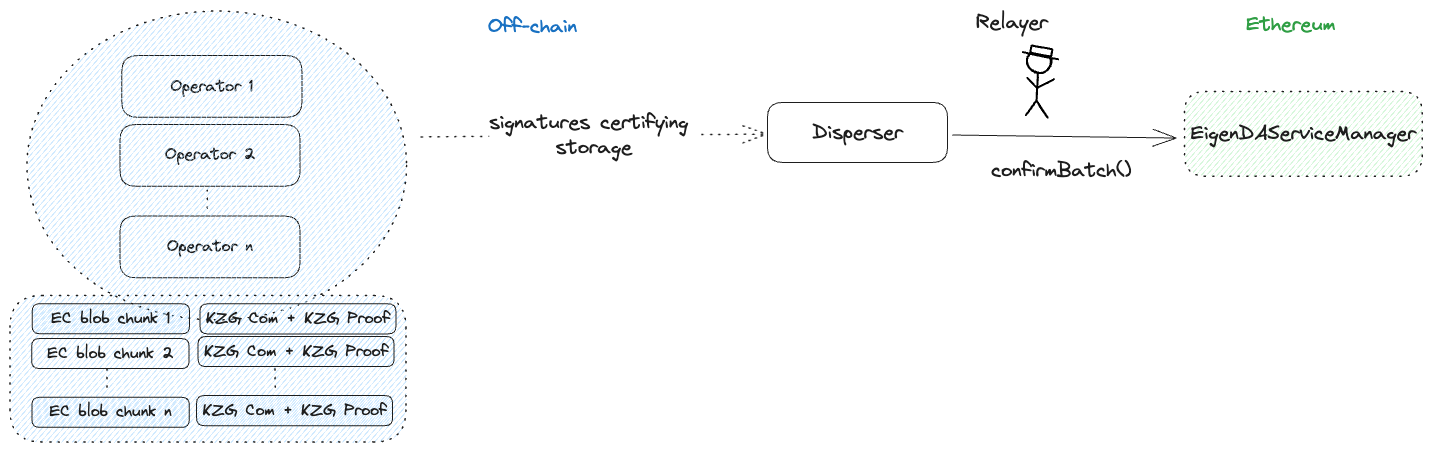 Off-chain
Relayer
Ethereum
Operator 1
Operator 2
Operator n
signatures certifying
storage
Disperser
confirmBatch()
EigenDAServiceManager
EC blob chunk 1
KZG Com + KZG Proof
EC blob chunk 2
KZG Com + KZG Proof
EC blob chunk n
KZG Com + KZG Proof